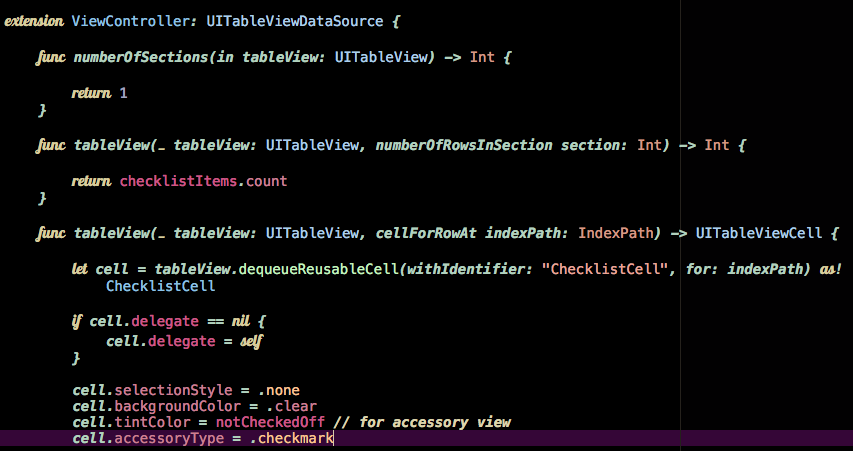 extension ViewController: UITableViewDataSource {
func numberOfSections(in tableView: UITableView) -> Int {
return 1
}
func tableView(_ tableView: UITableView, numberOfRowsInSection section: Int) -> Int {
return checklistItems.count
}
func tableView(_ tableView: UITableView, cellForRowAt indexPath: IndexPath) -> UITableViewCell {
let cell = tableView.dequeueReusableCell(withIdentifier: "ChecklistCell", for: indexPath) as!
ChecklistCell
if cell.delegate == nil {
cell.delegate = self
}
cell.selectionStyle = .none
cell.backgroundColor = .clear
cell.tintColor = notCheckedOff // for accessory view
cell.accessoryType = .checkmark